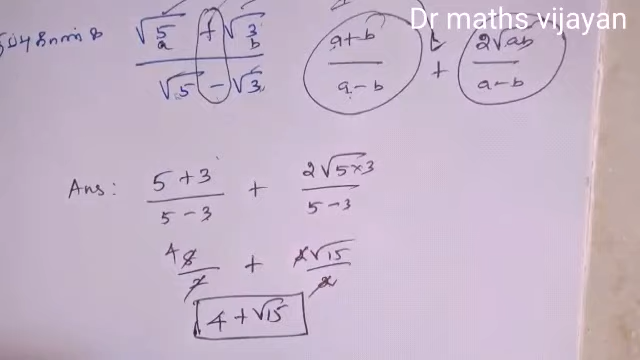 Dr maths vijayan
√5 + √3 / √5 - √3
a b
a+b / a-b + 2√ab / a-b
Ans: 5+3 / 5-3 + 2√5×3 / 5-3
4 8 / 2 + 2√15 / 2
4 + √15